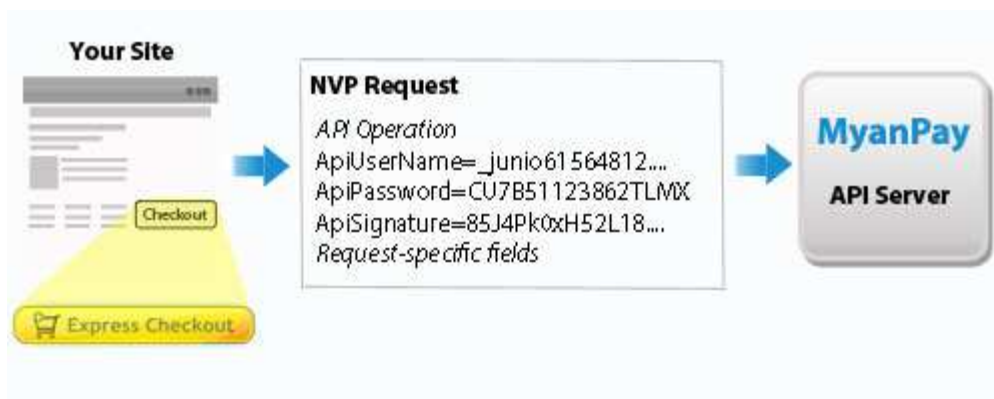 Your Site
Checkout
Express Checkout
NVP Request
API Operation
ApiUserName=_junio61564812....
ApiPassword=CU7B51123862TLMX
ApiSignature=85J4Pk0xH52L18....
Request-specific fields
MyanPay
API Server